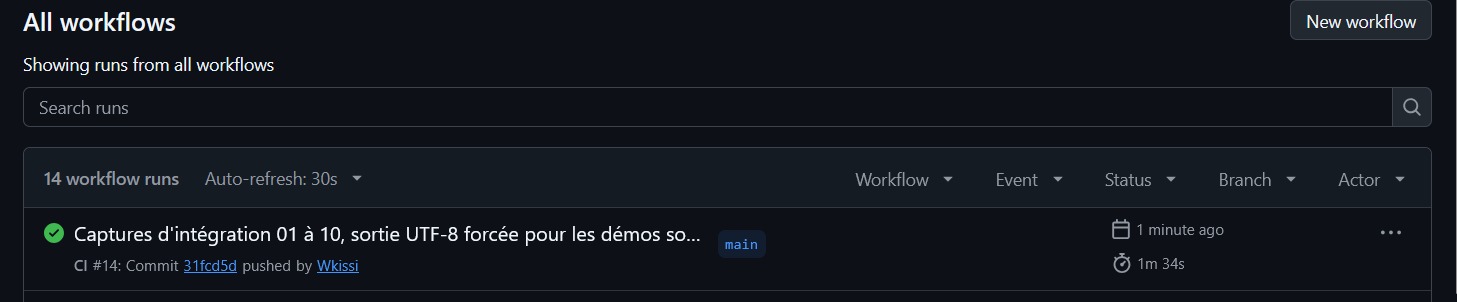 All workflows
New workflow
Showing runs from all workflows
Search runs
14 workflow runs Auto-refresh: 30s Workflow Event Status Branch Actor
Captures d'intégration 01 à 10, sortie UTF-8 forcée pour les démos so... main
1 minute ago
CI #14: Commit 31fcd5d pushed by Wkissi
1m 34s